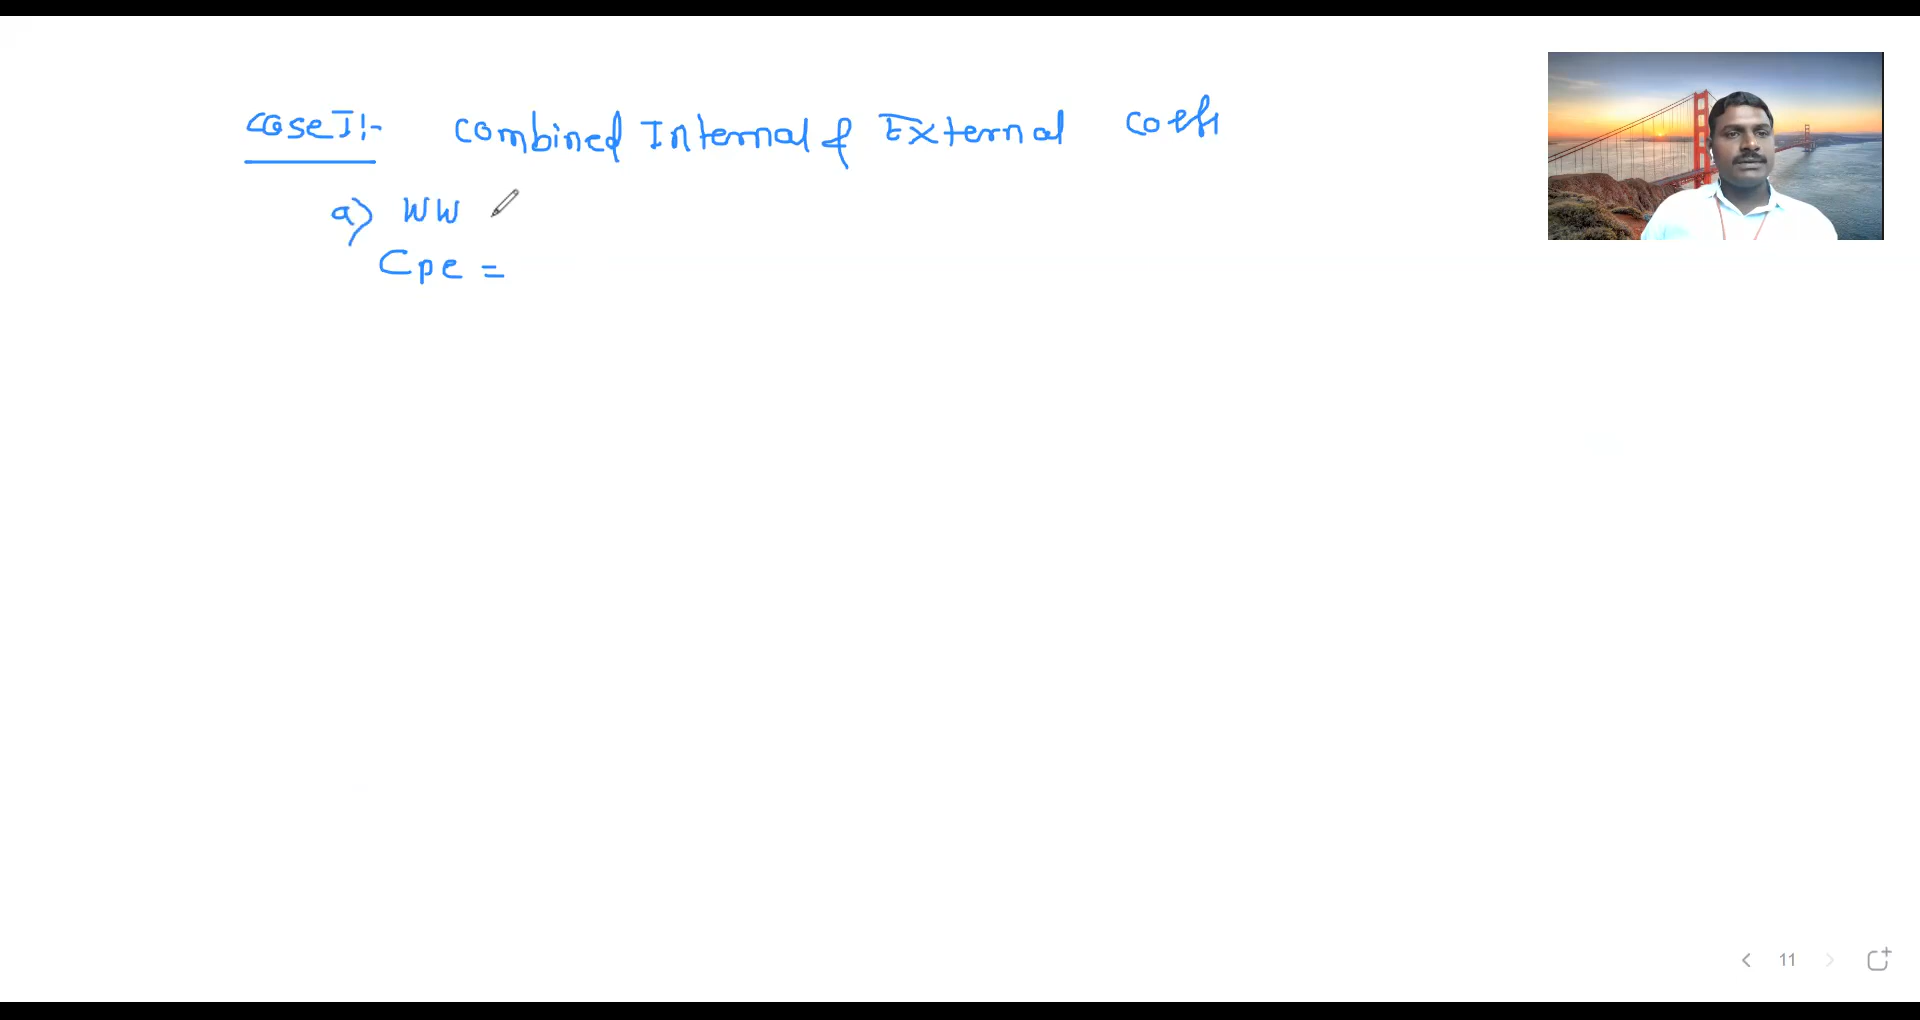 Case I:- Combined Internal & External coeff
a) WW
Cpe =
11